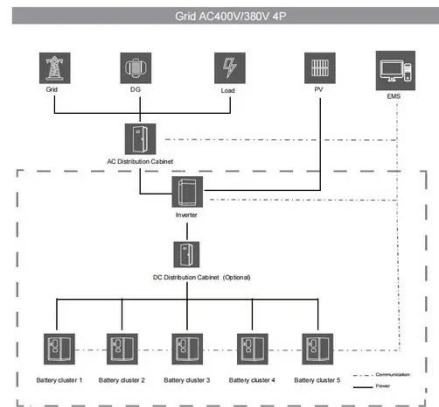 Grid AC400V/380V 4P
Grid
DG
Load
PV
EMS
AC Distribution Cabinet
Inverter
DC Distribution Cabinet (Optional)
Battery cluster 1
Battery cluster 2
Battery cluster 3
Battery cluster 4
Battery cluster 5
Communication
Power